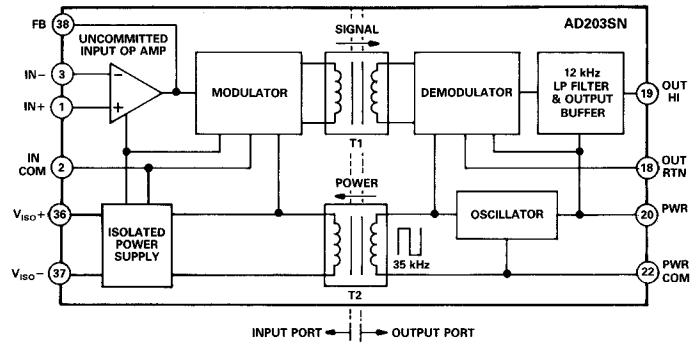 FB 38
UNCOMMITTED
INPUT OP AMP
SIGNAL
AD203SN
IN− 3
−
IN+ 1
+
MODULATOR
DEMODULATOR
12 kHz
LP FILTER
& OUTPUT
BUFFER
19 OUT
HI
T1
IN
COM 2
18 OUT
RTN
POWER
VISO+ 36
ISOLATED
POWER
SUPPLY
OSCILLATOR
20 PWR
35 kHz
VISO− 37
22 PWR
COM
T2
INPUT PORT
OUTPUT PORT